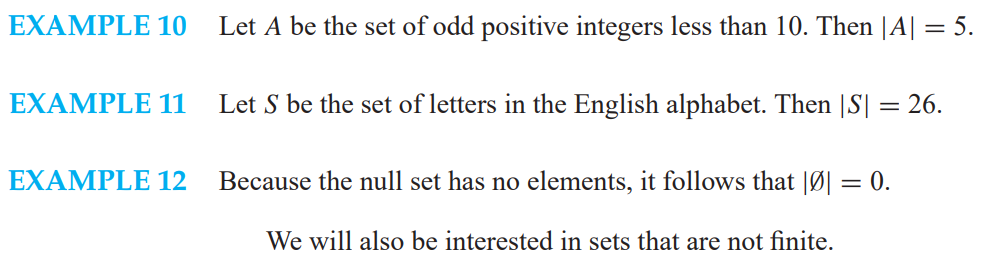 EXAMPLE 10 Let A be the set of odd positive integers less than 10. Then |A| = 5.
EXAMPLE 11 Let S be the set of letters in the English alphabet. Then |S| = 26.
EXAMPLE 12 Because the null set has no elements, it follows that |Ø| = 0.
We will also be interested in sets that are not finite.